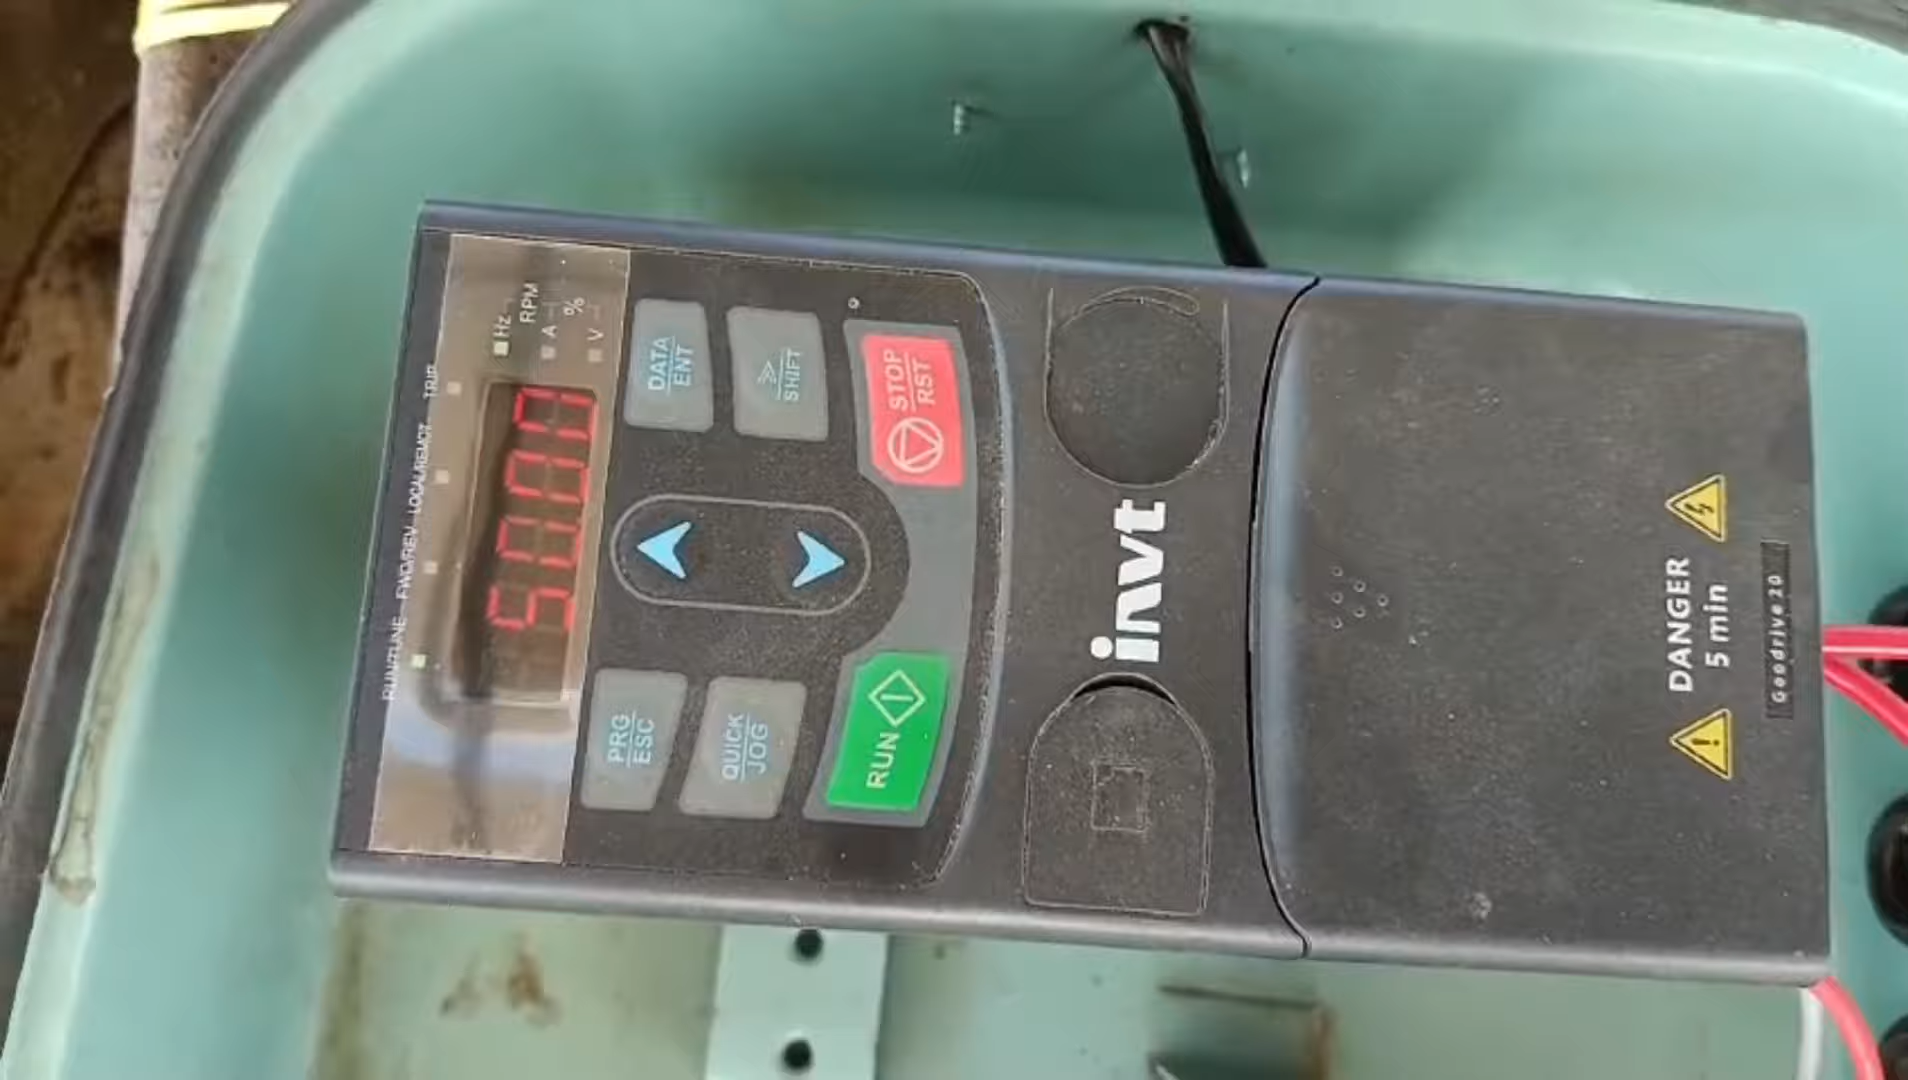 RUN/TUNE FWD/REV LOCAL/REMOT TRIP
50.00
Hz
RPM
A
%
V
PRG
ESC
DATA
ENT
QUICK
JOG
SHIFT
RUN
STOP
RST
invt
DANGER
5 min
Goodrive20